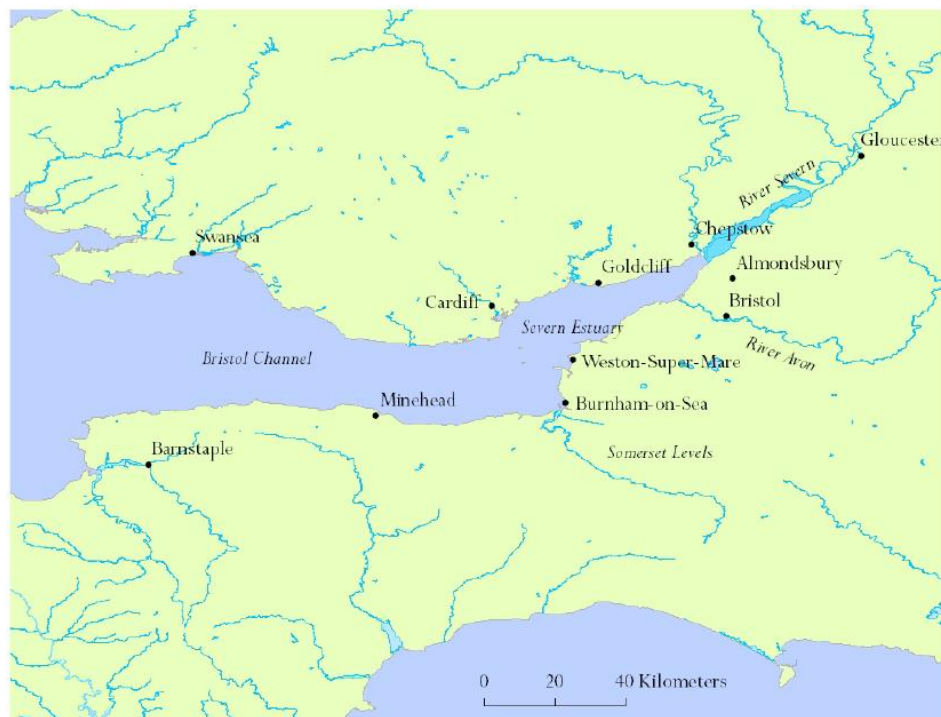 Gloucester
River Severn
Chepstow
Swansea
Goldcliff
Almondsbury
Cardiff
Bristol
Severn Estuary
River Avon
Bristol Channel
Weston-Super-Mare
Minehead
Burnham-on-Sea
Barnstaple
Somerset Levels
0 20 40 Kilometers